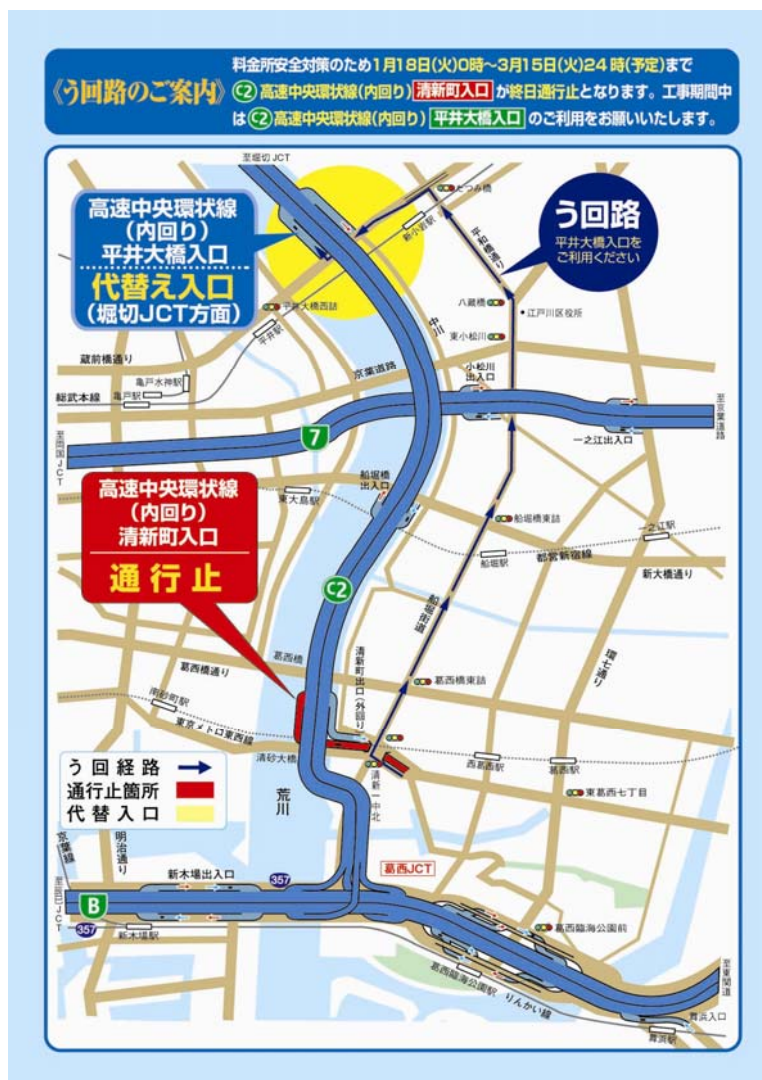 《う回路のご案内》
料金所安全対策のため1月18日(火)0時～3月15日(火)24時(予定)まで
C2 高速中央環状線(内回り) 清新町入口 が終日通行止となります。工事期間中
は C2 高速中央環状線(内回り) 平井大橋入口 のご利用をお願いいたします。
至堀切JCT
高速中央環状線
(内回り)
平井大橋入口
代替え入口
(堀切JCT方面)
たつみ橋
新小岩駅
平和橋通り
う回路
平井大橋入口を
ご利用ください
平井大橋西詰
平井駅
八蔵橋
江戸川区役所
中川
東小松川
蔵前橋通り
亀戸水神駅
亀戸駅
総武本線
京葉道路
小松川
出入口
至京葉道路
至両国JCT
7
一之江出入口
高速中央環状線
(内回り)
清新町入口
通行止
船堀橋
出入口
東大島駅
船堀橋東詰
一之江駅
船堀駅
都営新宿線
新大橋通り
C2
船堀街道
環七通り
葛西橋通り
葛西橋
清新町出口(外回り)
葛西橋東詰
南砂町駅
東京メトロ東西線
清砂大橋
西葛西駅
葛西駅
清新一中北
東葛西七丁目
う回経路
通行止箇所
代替入口
荒川
京葉線
明治通り
葛西JCT
新木場出入口
357
至辰巳JCT
B
357
新木場駅
葛西臨海公園前
葛西臨海公園駅
りんかい線
至東関道
舞浜入口
舞浜駅